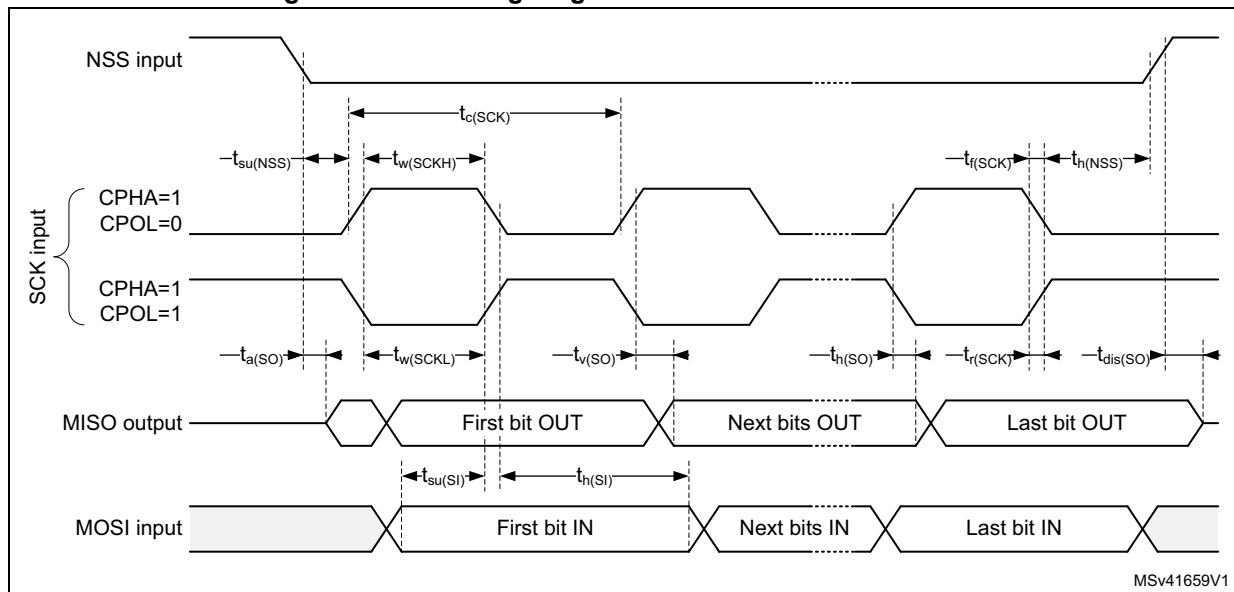 NSS input
tc(SCK)
tsu(NSS)
tw(SCKH)
tf(SCK)
th(NSS)
SCK input
CPHA=1
CPOL=0
CPHA=1
CPOL=1
ta(SO)
tw(SCKL)
tv(SO)
th(SO)
tr(SCK)
tdis(SO)
MISO output
First bit OUT
Next bits OUT
Last bit OUT
tsu(SI)
th(SI)
MOSI input
First bit IN
Next bits IN
Last bit IN
MSv41659V1